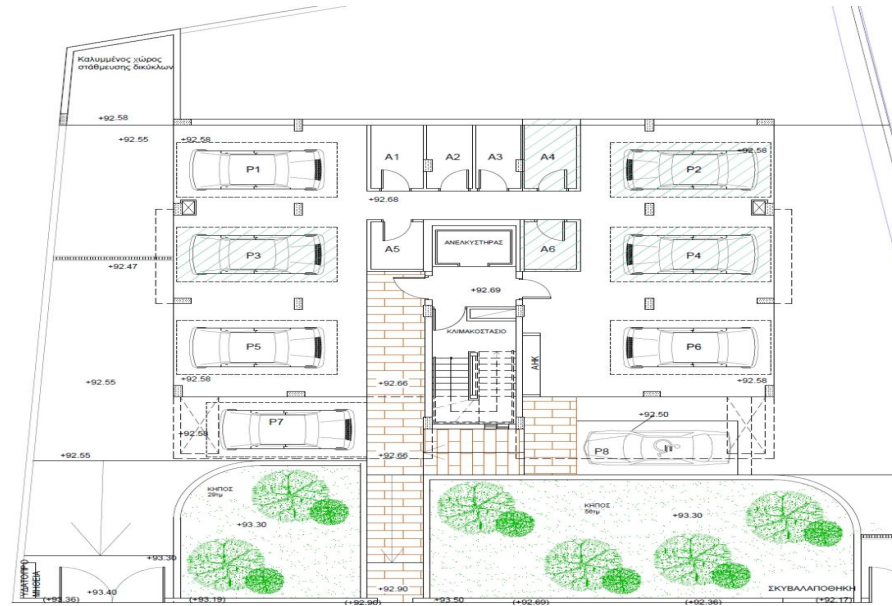 Καλυμμένος χώρος
στάθμευσης δικύκλων
+92.58
+92.55
+92.58
P1
A1
A2
A3
A4
P2
+92.58
+92.68
A5
ΑΝΕΛΚΥΣΤΗΡΑΣ
A6
P3
P4
+92.47
+92.69
ΚΛΙΜΑΚΟΣΤΑΣΙΟ
P5
P6
ΑΗΚ
+92.55
+92.58
+92.66
+92.58
+92.50
P7
+92.58
P8
+92.55
+92.66
ΚΗΠΟΣ
29τμ
ΚΗΠΟΣ
56τμ
+93.30
+93.30
+93.30
ΥΔΑΤΟΠΡΟ
ΜΗΘΕΙΑ
+93.40
+92.90
ΣΚΥΒΑΛΑΠΟΘΗΚΗ
(+93.36)
(+93.19)
(+92.90)
+93.50
(+92.69)
(+92.36)
(+92.17)